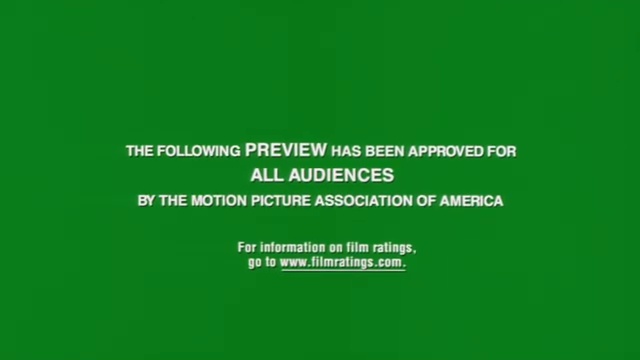 THE FOLLOWING PREVIEW HAS BEEN APPROVED FOR
ALL AUDIENCES
BY THE MOTION PICTURE ASSOCIATION OF AMERICA
For information on film ratings,
go to www.filmratings.com.